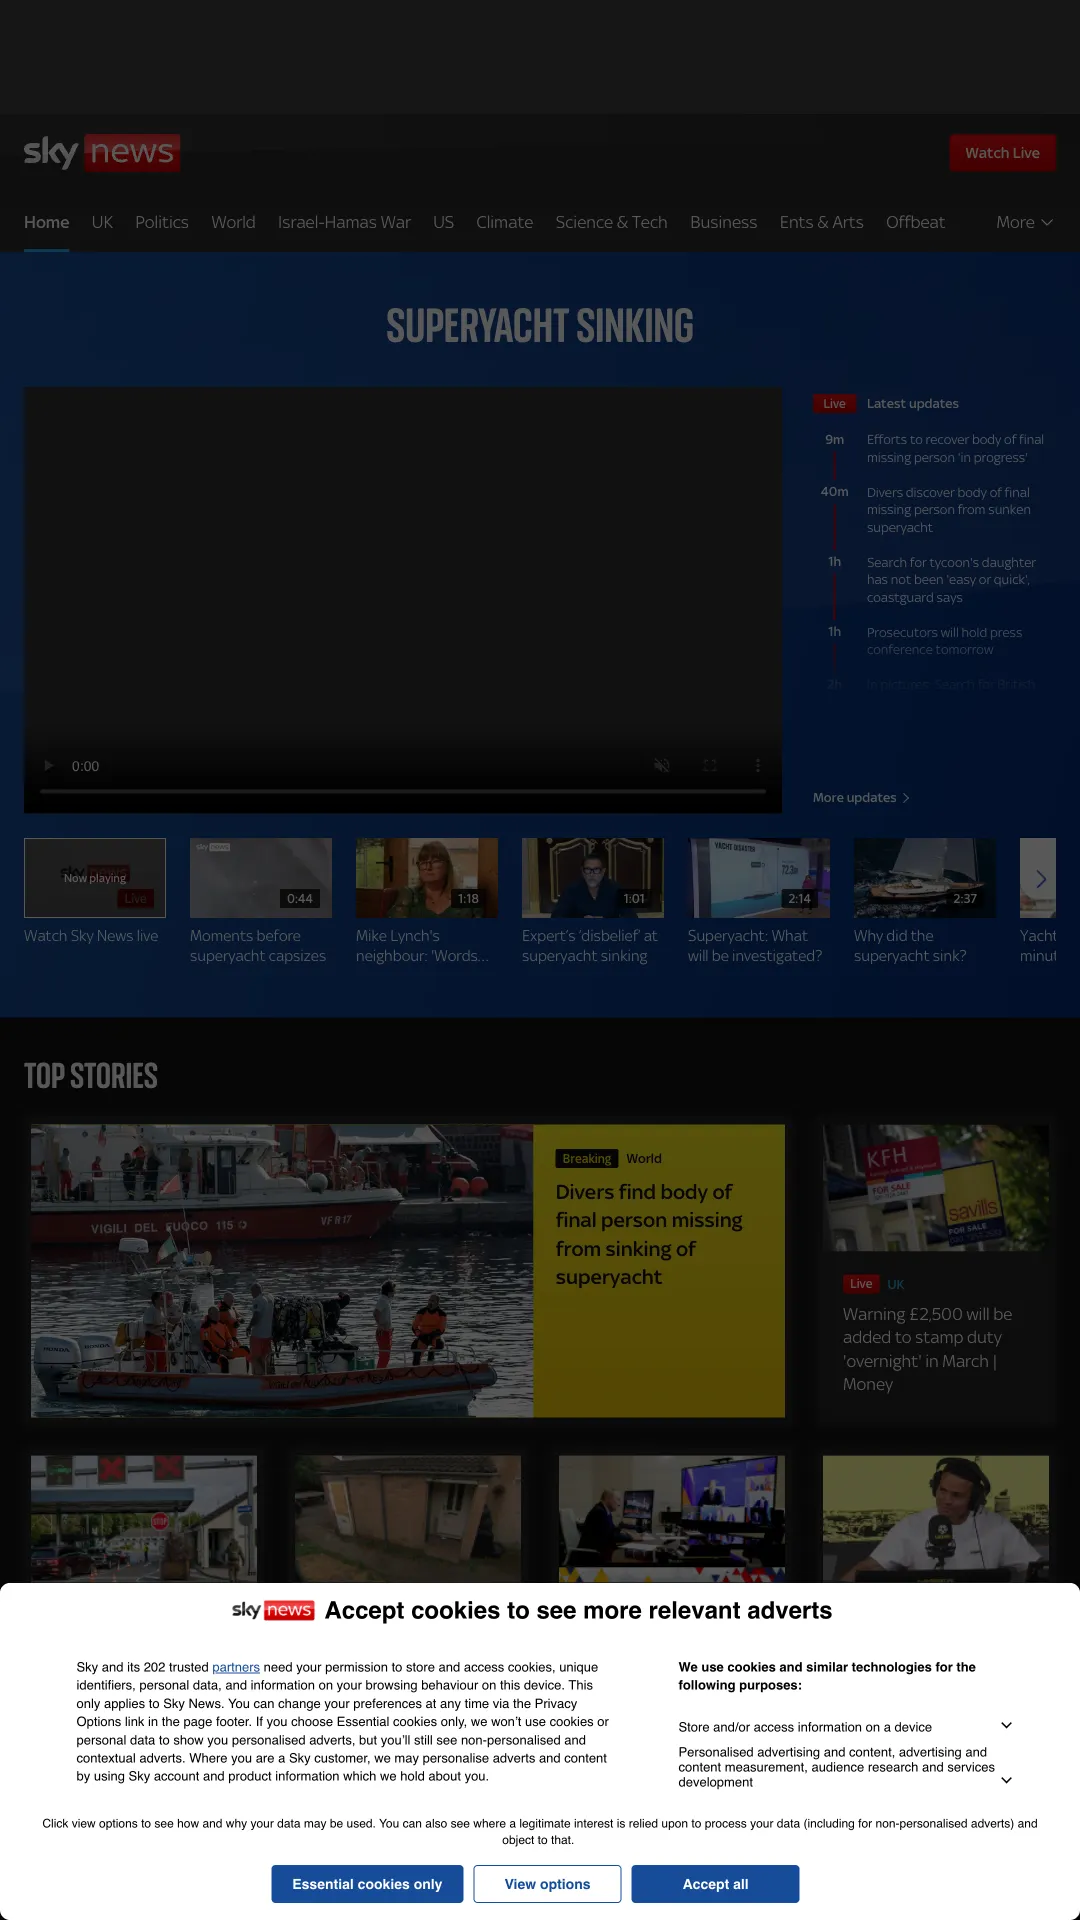 sky news
Watch Live
Home UK Politics World Israel-Hamas War US Climate Science & Tech Business Ents & Arts Offbeat More
SUPERYACHT SINKING
Live Latest updates
9m Efforts to recover body of final
missing person 'in progress'
40m Divers discover body of final
missing person from sunken
superyacht
1h Search for tycoon's daughter
has not been 'easy or quick',
coastguard says
1h Prosecutors will hold press
conference tomorrow
2h In pictures: Search for British
0:00
More updates
sky news
Now playing
Live
Watch Sky News live
sky news
0:44
Moments before
superyacht capsizes
1:18
Mike Lynch's
neighbour: 'Words...
1:01
Expert's 'disbelief' at
superyacht sinking
YACHT DISASTER
72.3m
2:14
Superyacht: What
will be investigated?
2:37
Why did the
superyacht sink?
Yacht
minut
TOP STORIES
VIGILI DEL FUOCO 115
VF R17
HONDA
HONDA
Breaking World
Divers find body of
final person missing
from sinking of
superyacht
KFH
FOR SALE
savills
FOR SALE
Live UK
Warning £2,500 will be
added to stamp duty
'overnight' in March |
Money
STOP
sky news Accept cookies to see more relevant adverts
Sky and its 202 trusted partners need your permission to store and access cookies, unique
identifiers, personal data, and information on your browsing behaviour on this device. This
only applies to Sky News. You can change your preferences at any time via the Privacy
Options link in the page footer. If you choose Essential cookies only, we won't use cookies or
personal data to show you personalised adverts, but you'll still see non-personalised and
contextual adverts. Where you are a Sky customer, we may personalise adverts and content
by using Sky account and product information which we hold about you.
We use cookies and similar technologies for the
following purposes:
Store and/or access information on a device
Personalised advertising and content, advertising and
content measurement, audience research and services
development
Click view options to see how and why your data may be used. You can also see where a legitimate interest is relied upon to process your data (including for non-personalised adverts) and
object to that.
Essential cookies only
View options
Accept all